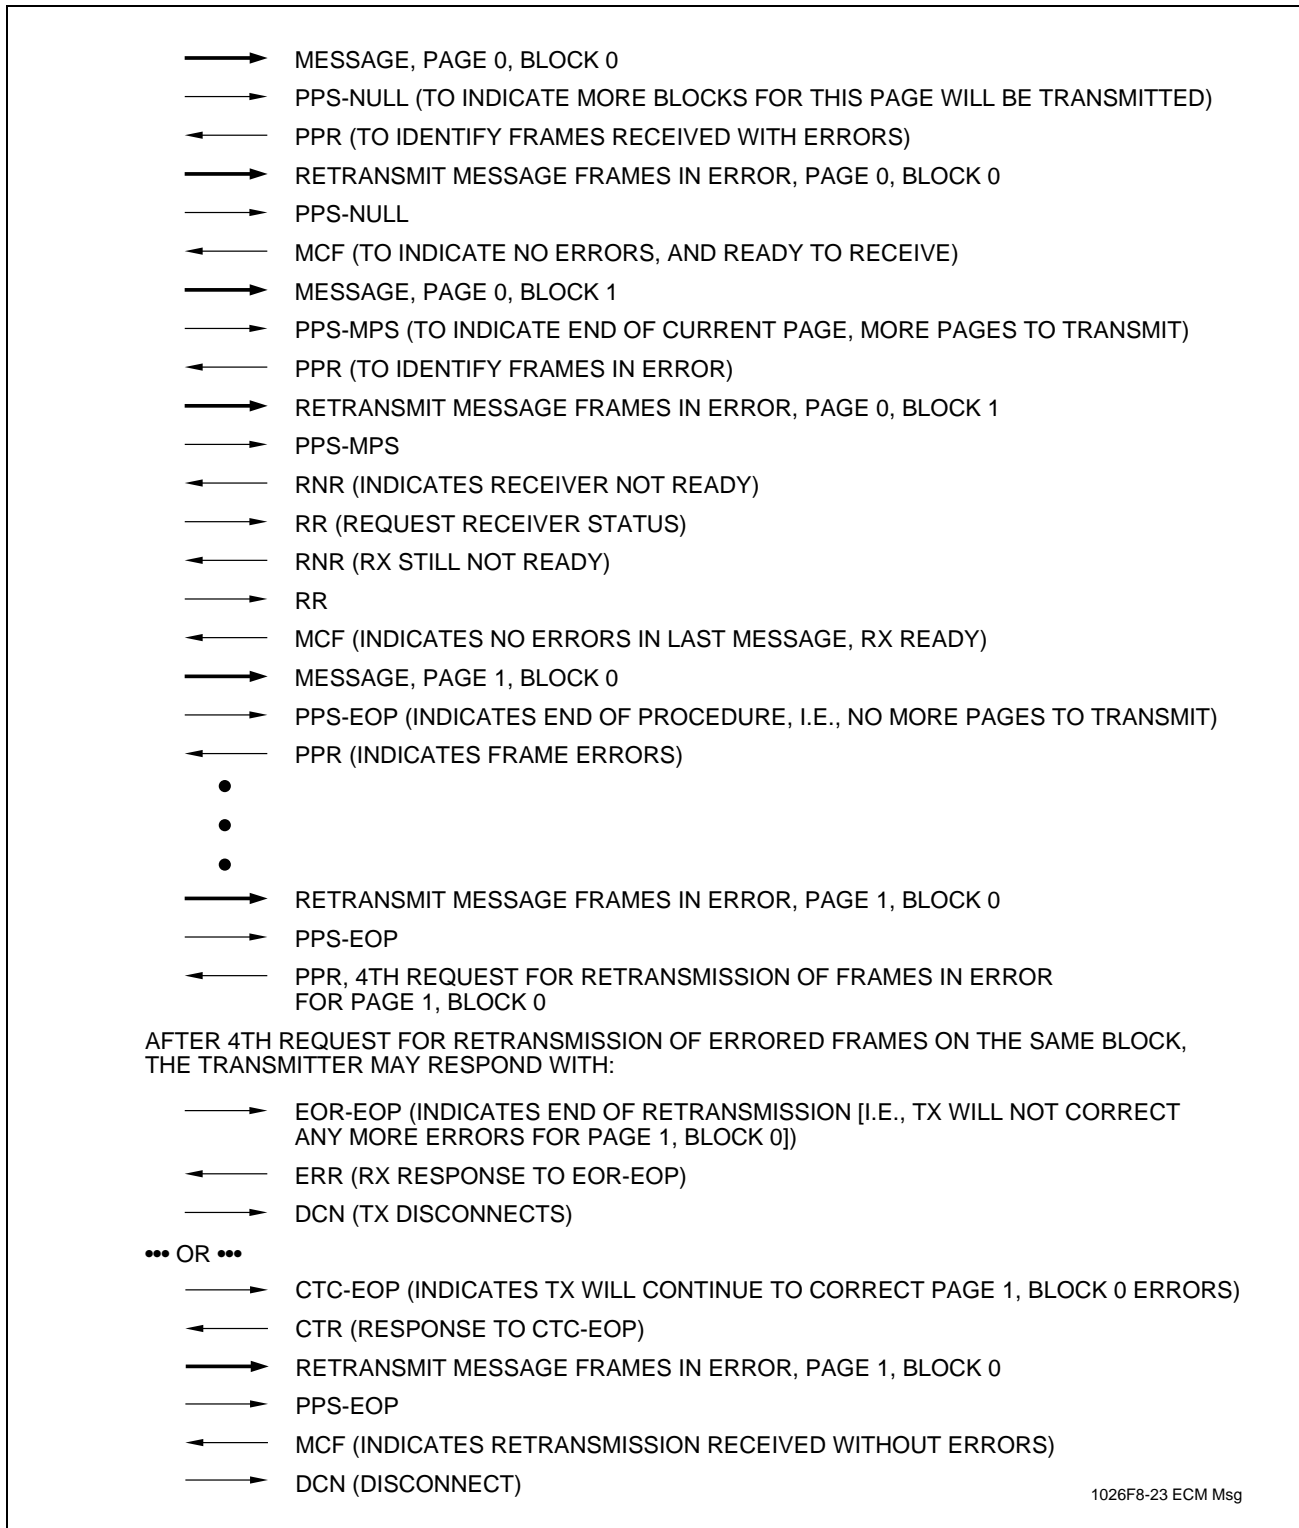 MESSAGE, PAGE 0, BLOCK 0
PPS-NULL (TO INDICATE MORE BLOCKS FOR THIS PAGE WILL BE TRANSMITTED)
PPR (TO IDENTIFY FRAMES RECEIVED WITH ERRORS)
RETRANSMIT MESSAGE FRAMES IN ERROR, PAGE 0, BLOCK 0
PPS-NULL
MCF (TO INDICATE NO ERRORS, AND READY TO RECEIVE)
MESSAGE, PAGE 0, BLOCK 1
PPS-MPS (TO INDICATE END OF CURRENT PAGE, MORE PAGES TO TRANSMIT)
PPR (TO IDENTIFY FRAMES IN ERROR)
RETRANSMIT MESSAGE FRAMES IN ERROR, PAGE 0, BLOCK 1
PPS-MPS
RNR (INDICATES RECEIVER NOT READY)
RR (REQUEST RECEIVER STATUS)
RNR (RX STILL NOT READY)
RR
MCF (INDICATES NO ERRORS IN LAST MESSAGE, RX READY)
MESSAGE, PAGE 1, BLOCK 0
PPS-EOP (INDICATES END OF PROCEDURE, I.E., NO MORE PAGES TO TRANSMIT)
PPR (INDICATES FRAME ERRORS)
RETRANSMIT MESSAGE FRAMES IN ERROR, PAGE 1, BLOCK 0
PPS-EOP
PPR, 4TH REQUEST FOR RETRANSMISSION OF FRAMES IN ERROR
FOR PAGE 1, BLOCK 0
AFTER 4TH REQUEST FOR RETRANSMISSION OF ERRORED FRAMES ON THE SAME BLOCK,
THE TRANSMITTER MAY RESPOND WITH:
EOR-EOP (INDICATES END OF RETRANSMISSION [I.E., TX WILL NOT CORRECT
ANY MORE ERRORS FOR PAGE 1, BLOCK 0])
ERR (RX RESPONSE TO EOR-EOP)
DCN (TX DISCONNECTS)
••• OR •••
CTC-EOP (INDICATES TX WILL CONTINUE TO CORRECT PAGE 1, BLOCK 0 ERRORS)
CTR (RESPONSE TO CTC-EOP)
RETRANSMIT MESSAGE FRAMES IN ERROR, PAGE 1, BLOCK 0
PPS-EOP
MCF (INDICATES RETRANSMISSION RECEIVED WITHOUT ERRORS)
DCN (DISCONNECT)
1026F8-23 ECM Msg